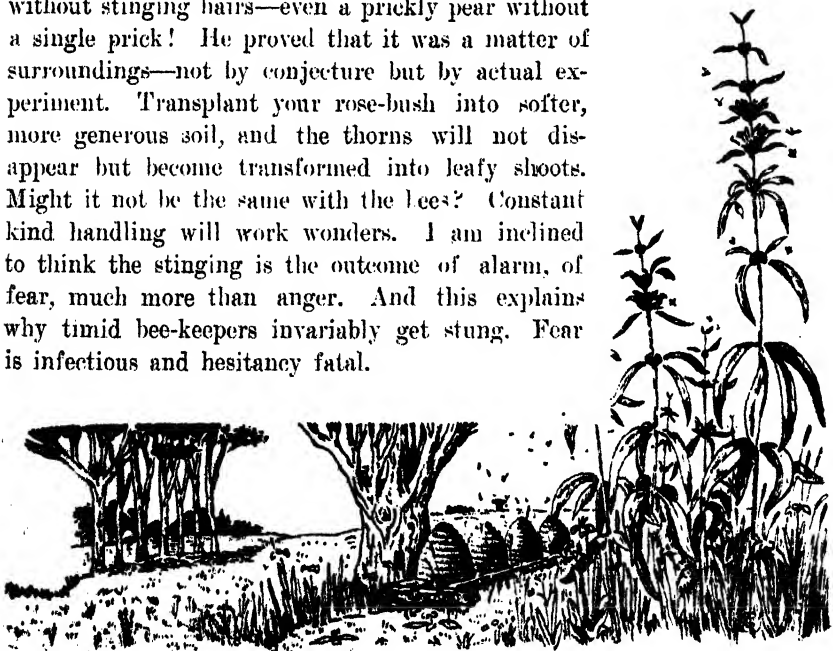 without stinging hairs—even a prickly pear without
a single prick! He proved that it was a matter of
surroundings—not by conjecture but by actual ex-
periment. Transplant your rose-bush into softer,
more generous soil, and the thorns will not dis-
appear but become transformed into leafy shoots.
Might it not be the same with the bees? Constant
kind handling will work wonders. I am inclined
to think the stinging is the outcome of alarm, of
fear, much more than anger. And this explains
why timid bee-keepers invariably get stung. Fear
is infectious and hesitancy fatal.